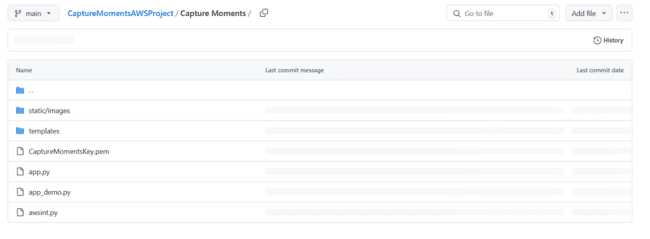 main CaptureMomentsAWSProject / Capture Moments / Go to file t Add file
History
Name Last commit message Last commit date
..
static/images
templates
CaptureMomentsKey.pem
app.py
app_demo.py
awsint.py